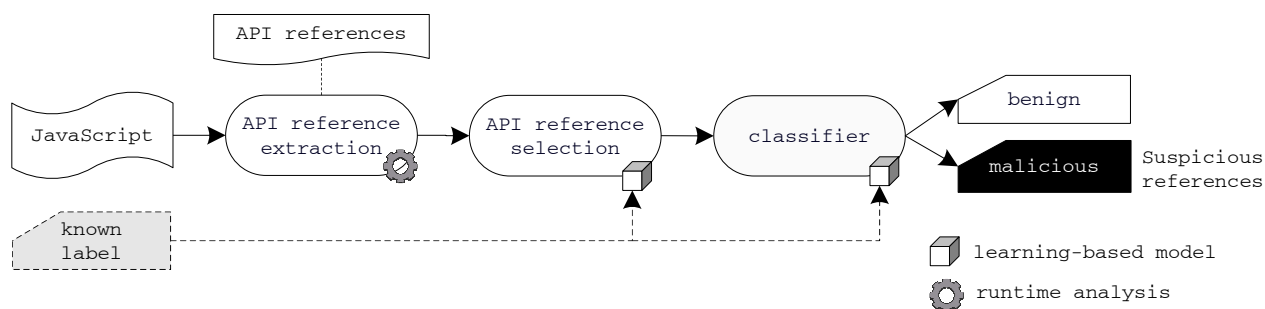 API references
JavaScript
API reference
extraction
API reference
selection
classifier
benign
malicious
Suspicious
references
known
label
learning-based model
runtime analysis